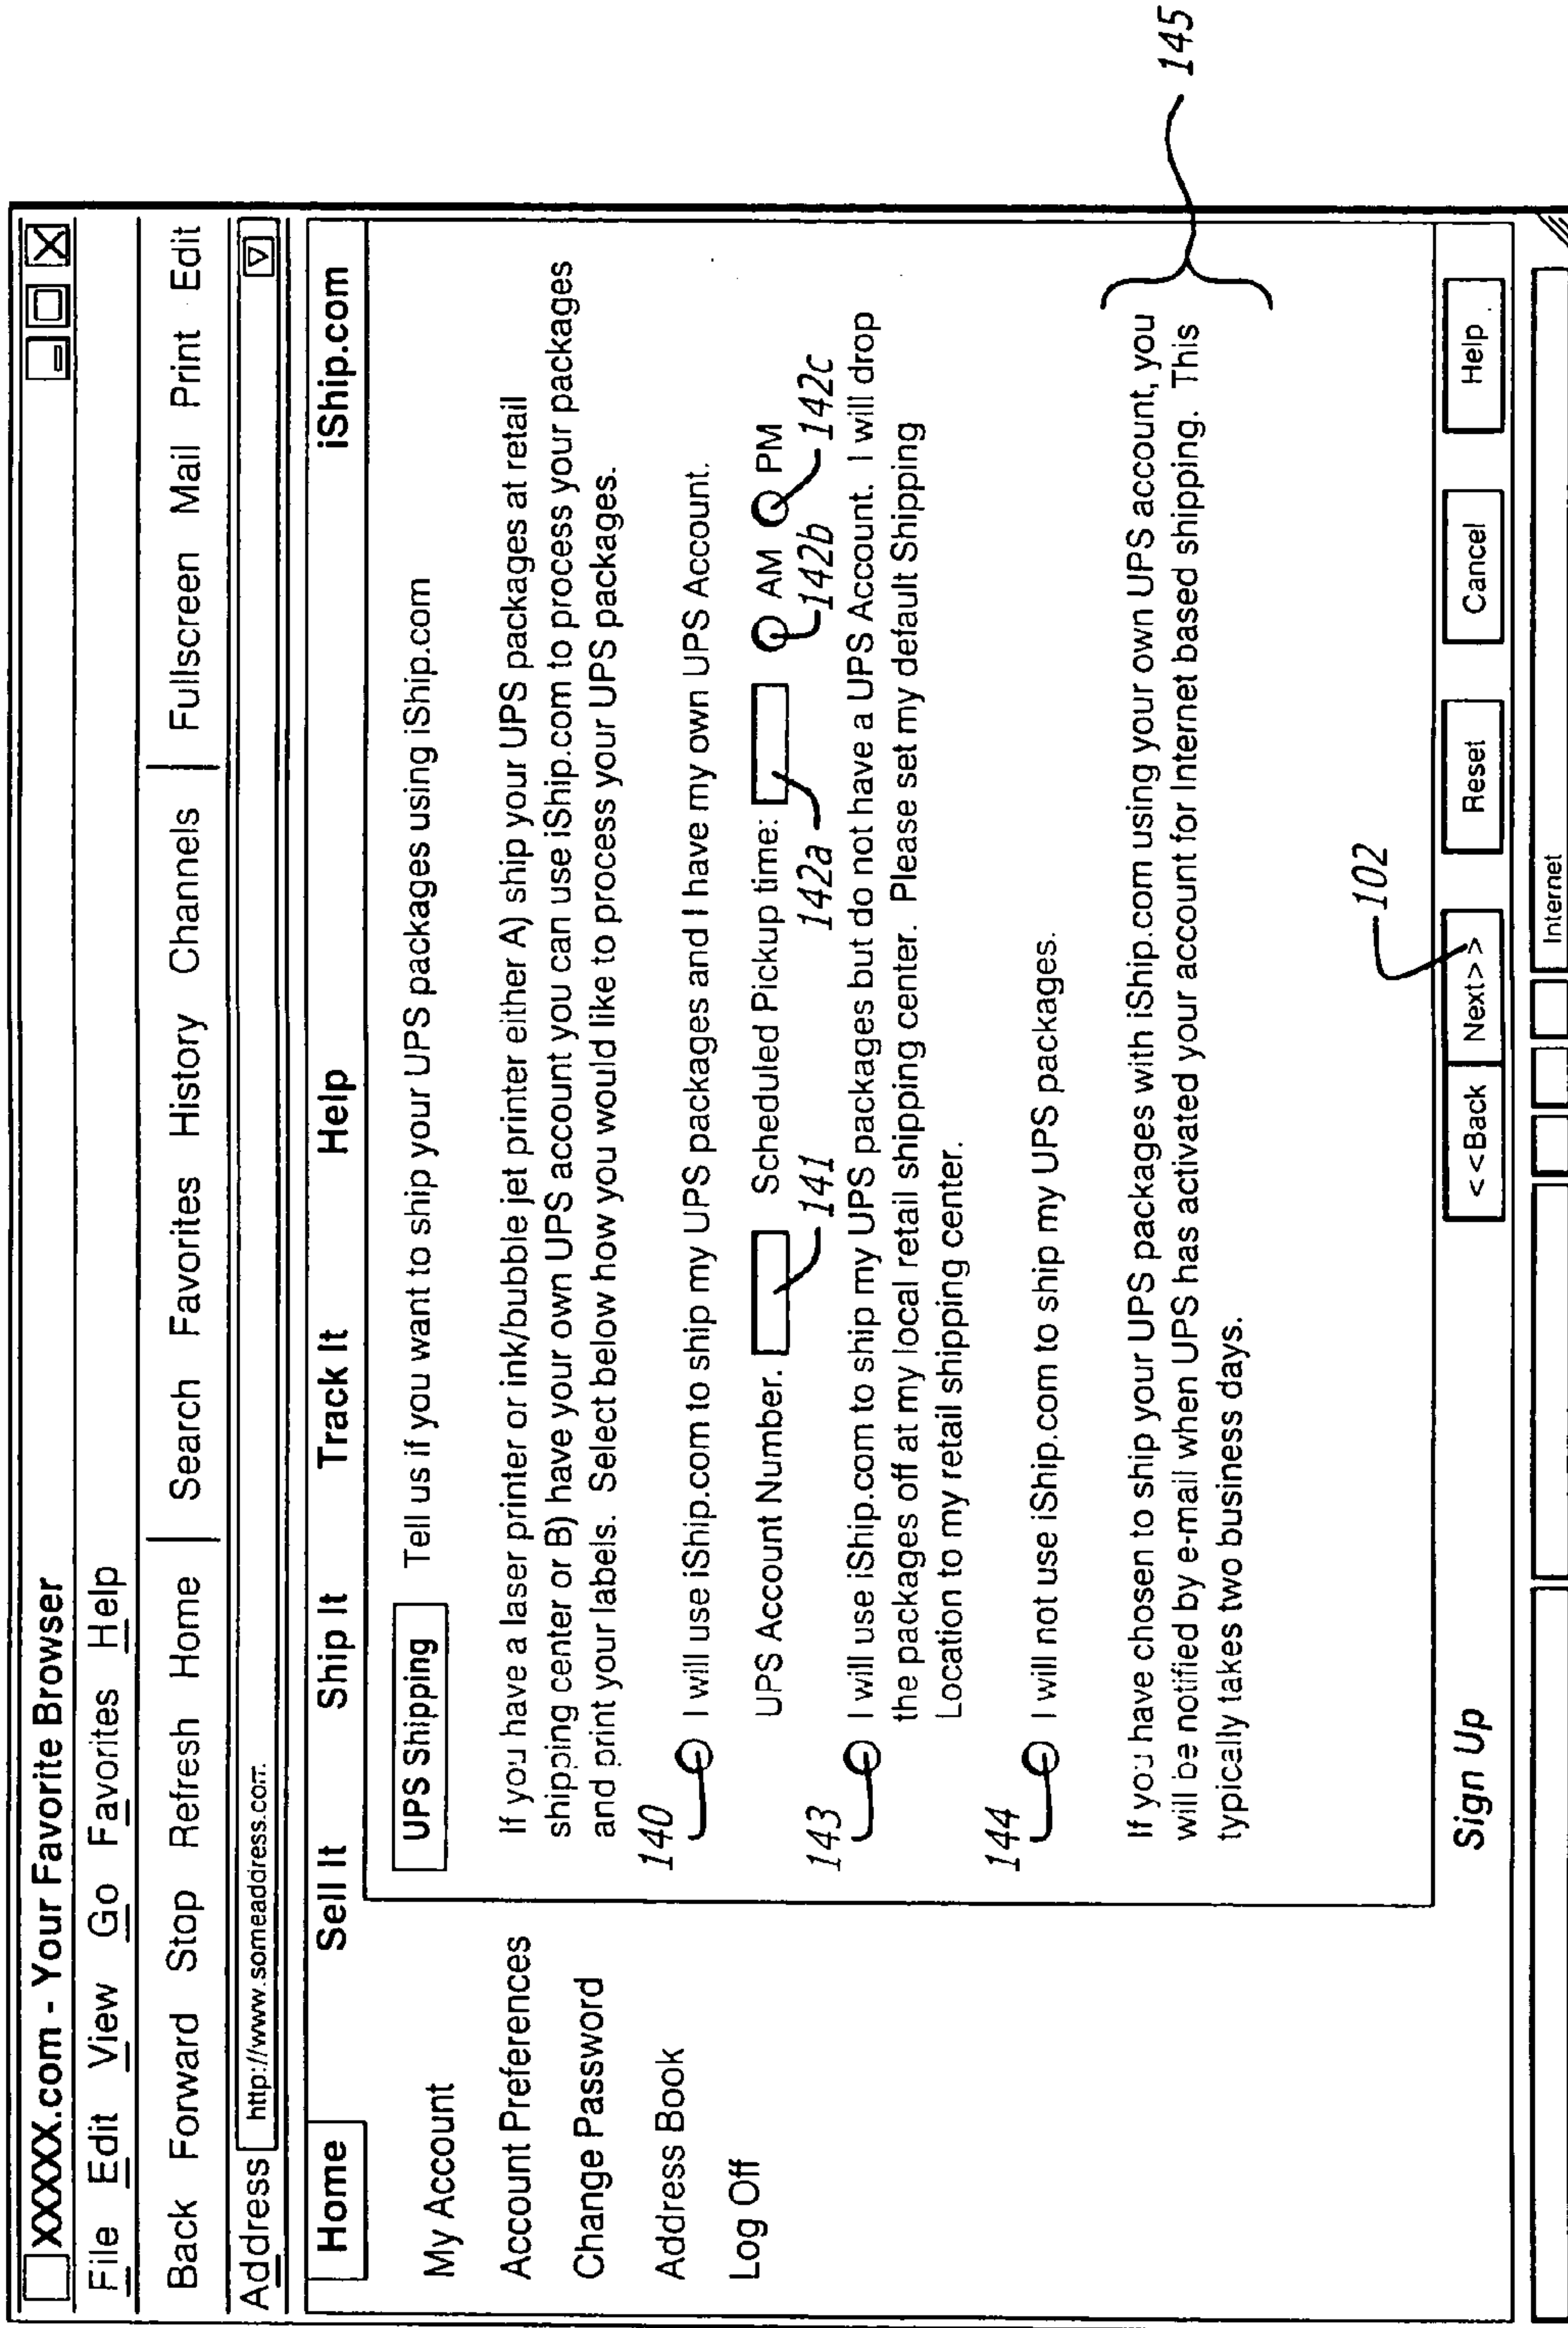 XXXXX.com - Your Favorite Browser
File Edit View Go Favorites Help
Back Forward Stop Refresh Home Search Favorites History Channels Fullscreen Mail Print Edit
Address http://www.someaddress.com
Home Sell It Ship It Track It Help iShip.com
My Account
Account Preferences
Change Password
Address Book
Log Off
UPS Shipping Tell us if you want to ship your UPS packages using iShip.com
If you have a laser printer or ink/bubble jet printer either A) ship your UPS packages at retail
shipping center or B) have your own UPS account you can use iShip.com to process your packages
and print your labels. Select below how you would like to process your UPS packages.
140
I will use iShip.com to ship my UPS packages and I have my own UPS Account.
UPS Account Number. Scheduled Pickup time: AM PM
141 142a 142b 142c
143
I will use iShip.com to ship my UPS packages but do not have a UPS Account. I will drop
the packages off at my local retail shipping center. Please set my default Shipping
Location to my retail shipping center.
144
I will not use iShip.com to ship my UPS packages.
If you have chosen to ship your UPS packages with iShip.com using your own UPS account, you
will be notified by e-mail when UPS has activated your account for Internet based shipping. This
typically takes two business days.
145
102
Sign Up <<Back Next>> Reset Cancel Help
Internet